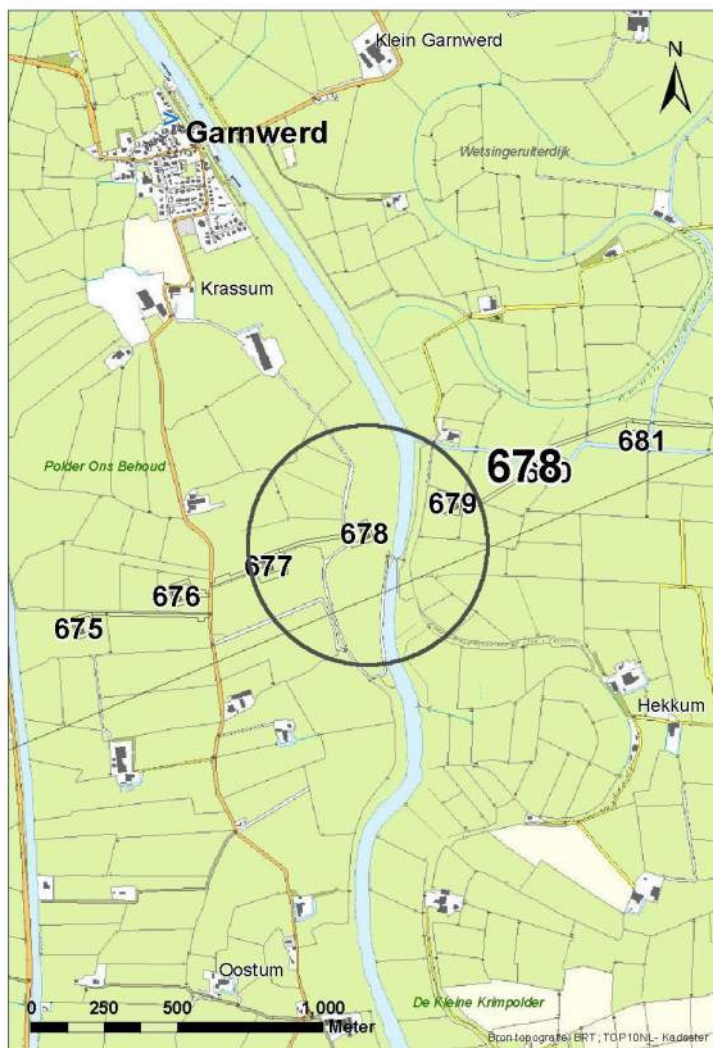 Klein Garnwerd
N
Garnwerd
Wetsingeruiterdijk
Krassum
678
681
Polder Ons Behoud
679
678
677
676
675
Hekkum
Oostum
De Kleine Krimpolder
0 250 500 1.000
Meter
Bron topografie: BRT; TOP10NL- Kadaster